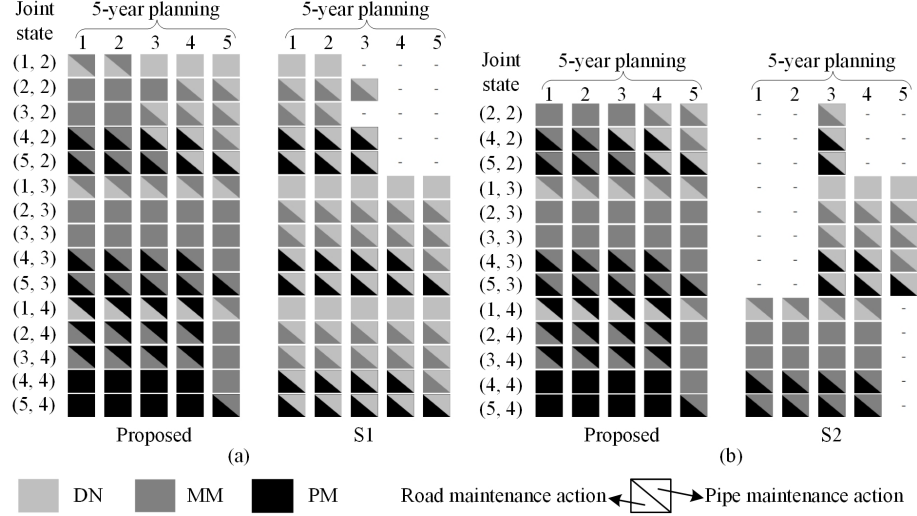 Joint 5-year planning 5-year planning
state 1 2 3 4 5 1 2 3 4 5
(1, 2) - - -
(2, 2) - -
(3, 2) - - -
(4, 2) - -
(5, 2) - -
(1, 3)
(2, 3)
(3, 3)
(4, 3)
(5, 3)
(1, 4)
(2, 4)
(3, 4)
(4, 4)
(5, 4)
Proposed S1
(a)
Joint 5-year planning 5-year planning
state 1 2 3 4 5 1 2 3 4 5
(2, 2) - - - -
(4, 2) - - - -
(5, 2) - - - -
(1, 3) - -
(2, 3) - -
(3, 3) - -
(4, 3) - -
(5, 3) - -
(1, 4) -
(2, 4) -
(3, 4) -
(4, 4) -
(5, 4) -
Proposed S2
(b)
DN MM PM Road maintenance action Pipe maintenance action